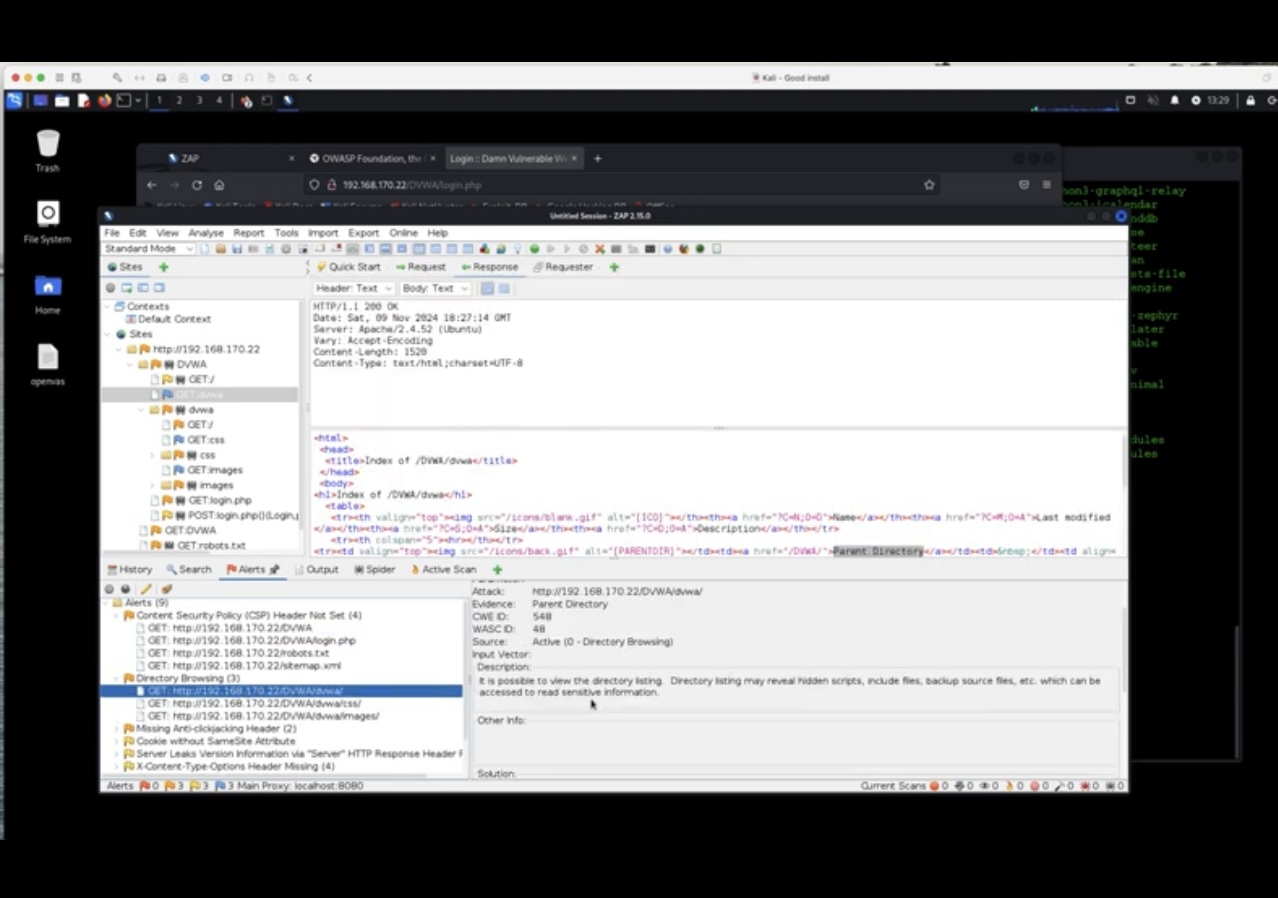 Kali - Good install
1 2 3 4
13:29
Trash
File System
Home
openvas
ZAP
OWASP Foundation, the
Login :: Damn Vulnerable W
192.168.170.22/DVWA/login.php
hon3-graphql-relay
nddb
se
teer
an
sts-file
engine
-zephyr
later
able
v
nimal
dules
ules
Untitled Session - ZAP 2.15.0
File Edit View Analyse Report Tools Import Export Online Help
Standard Mode
Sites
Quick Start Request Response Requester
Header: Text Body: Text
Contexts
Default Context
Sites
http://192.168.170.22
DVWA
GET:/
GET:dvwa
dvwa
GET:/
GET:css
css
GET:images
images
GET:login.php
POST:login.php()(Login,
GET:DVWA
GET:robots.txt
HTTP/1.1 200 OK
Date: Sat, 09 Nov 2024 18:27:14 GMT
Server: Apache/2.4.52 (Ubuntu)
Vary: Accept-Encoding
Content-Length: 1520
Content-Type: text/html;charset=UTF-8
<html>
<head>
<title>Index of /DVWA/dvwa</title>
</head>
<body>
<h1>Index of /DVWA/dvwa</h1>
<table>
<tr><th valign="top"><img src="/icons/blank.gif" alt="[ICO]"></th><th><a href="?C=N;O=D">Name</a></th><th><a href="?C=M;O=A">Last modified
</a></th><th><a href="?C=S;O=A">Size</a></th><th><a href="?C=D;O=A">Description</a></th></tr>
<tr><th colspan="5"><hr></th></tr>
<tr><td valign="top"><img src="/icons/back.gif" alt="[PARENTDIR]"></td><td><a href="/DVWA/">Parent Directory</a></td><td>&nbsp;</td><td align=
History Search Alerts Output Spider Active Scan
Alerts (9)
Content Security Policy (CSP) Header Not Set (4)
GET: http://192.168.170.22/DVWA
GET: http://192.168.170.22/DVWA/login.php
GET: http://192.168.170.22/robots.txt
GET: http://192.168.170.22/sitemap.xml
Directory Browsing (3)
GET: http://192.168.170.22/DVWA/dvwa/
GET: http://192.168.170.22/DVWA/dvwa/css/
GET: http://192.168.170.22/DVWA/dvwa/images/
Missing Anti-clickjacking Header (2)
Cookie without SameSite Attribute
Server Leaks Version Information via "Server" HTTP Response Header F
X-Content-Type-Options Header Missing (4)
Attack: http://192.168.170.22/DVWA/dvwa/
Evidence: Parent Directory
CWE ID: 548
WASC ID: 48
Source: Active (0 - Directory Browsing)
Input Vector:
Description:
It is possible to view the directory listing. Directory listing may reveal hidden scripts, include files, backup source files, etc. which can be
accessed to read sensitive information.
Other Info:
Solution:
Alerts 0 3 3 3 Main Proxy: localhost:8080
Current Scans 0 0 0 0 0 0 0 0